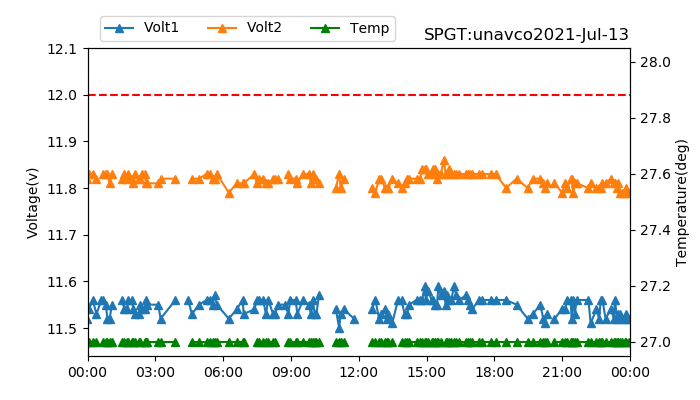 Volt1 Volt2 Temp
SPGT:unavco2021-Jul-13
12.1
12.0
11.9
11.8
11.7
11.6
11.5
Voltage(v)
28.0
27.8
27.6
27.4
27.2
27.0
Temperature(deg)
00:00 03:00 06:00 09:00 12:00 15:00 18:00 21:00 00:00